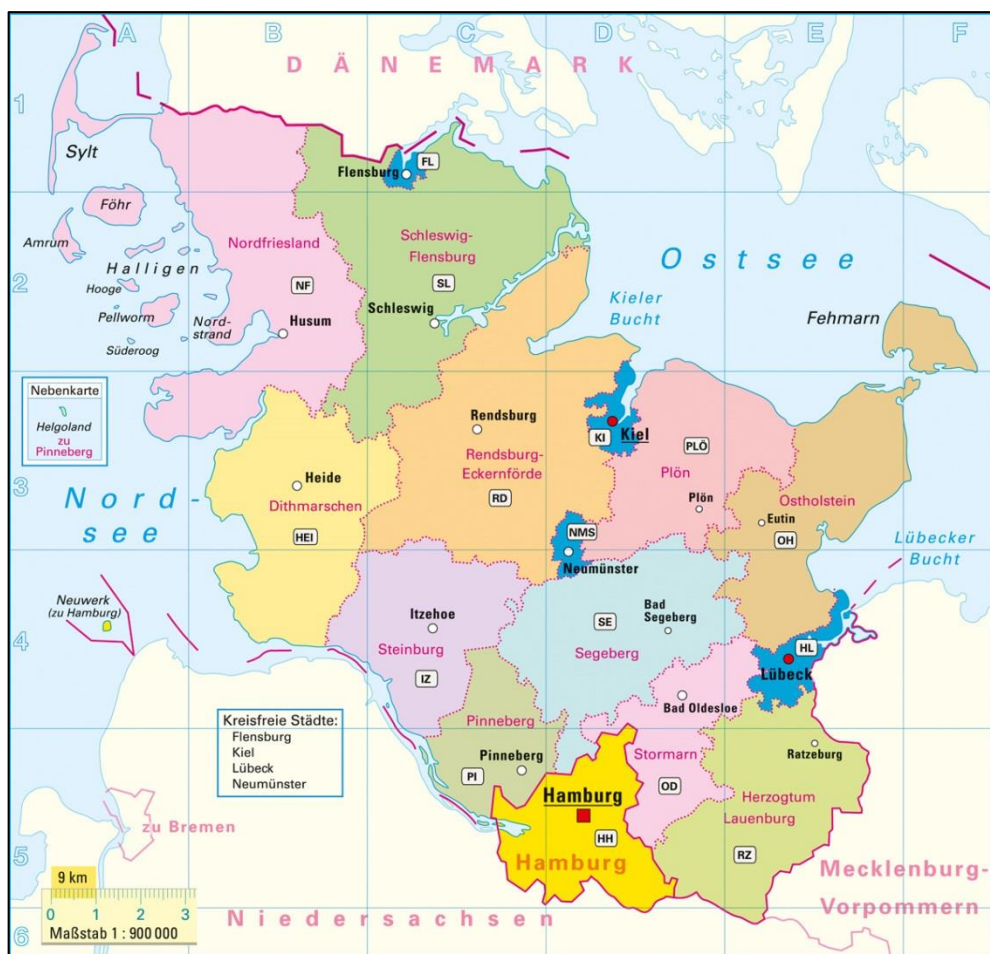 A B C D E F
DÄNEMARK
1
Sylt
FL
Flensburg
Föhr
Amrum
Nordfriesland
Schleswig-
Flensburg
Ostsee
Halligen
2
Hooge
NF
SL
Kieler
Bucht
Pellworm
Nord-
strand
Husum
Schleswig
Fehmarn
Süderoog
Nebenkarte
Helgoland
zu
Pinneberg
Rendsburg
KI
Kiel
PLÖ
Rendsburg-
Eckernförde
Plön
3
Heide
Nord-
see
Dithmarschen
RD
Plön
Ostholstein
HEI
NMS
Eutin
OH
Lübecker
Bucht
Neumünster
Neuwerk
(zu Hamburg)
Itzehoe
SE
Bad
Segeberg
4
Steinburg
Segeberg
HL
IZ
Lübeck
Bad Oldesloe
Kreisfreie Städte:
Flensburg
Kiel
Lübeck
Neumünster
Pinneberg
Pinneberg
Stormarn
Ratzeburg
PI
OD
Hamburg
Herzogtum
Lauenburg
zu Bremen
HH
5
Hamburg
RZ
Mecklenburg-
Vorpommern
9 km
0 1 2 3
Niedersachsen
Maßstab 1 : 900 000
6